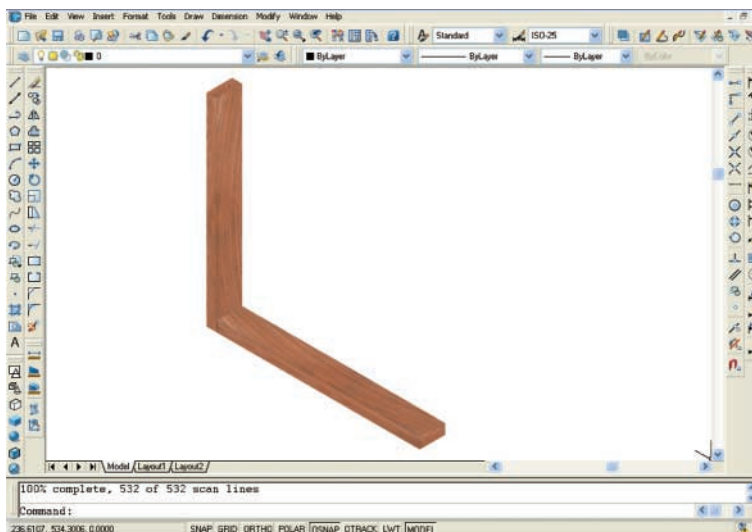 File Edit View Insert Format Tools Draw Dimension Modify Window Help
Standard ISO-25
0 ByLayer ByLayer ByLayer ByColor
A
Model Layout1 Layout2
100% complete, 532 of 532 scan lines
Command:
236.6107, 534.3006, 0.0000 SNAP GRID ORTHO POLAR OSNAP OTRACK LWT MODEL